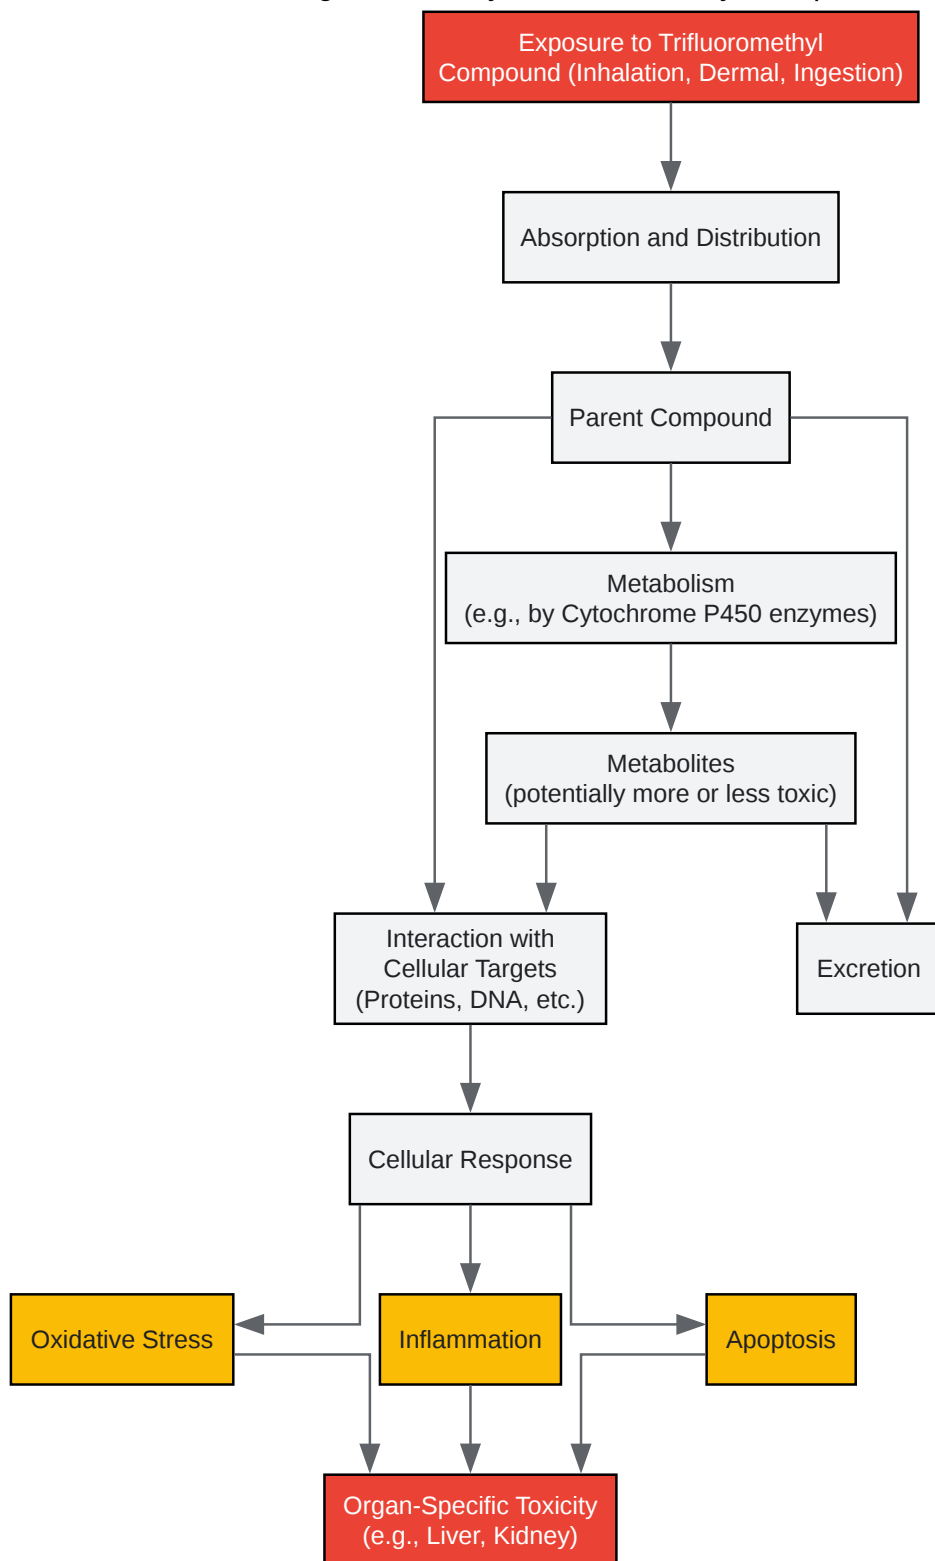 Exposure to Trifluoromethyl
Compound (Inhalation, Dermal, Ingestion)
Absorption and Distribution
Parent Compound
Metabolism
(e.g., by Cytochrome P450 enzymes)
Metabolites
(potentially more or less toxic)
Interaction with
Cellular Targets
(Proteins, DNA, etc.)
Excretion
Cellular Response
Oxidative Stress
Inflammation
Apoptosis
Organ-Specific Toxicity
(e.g., Liver, Kidney)